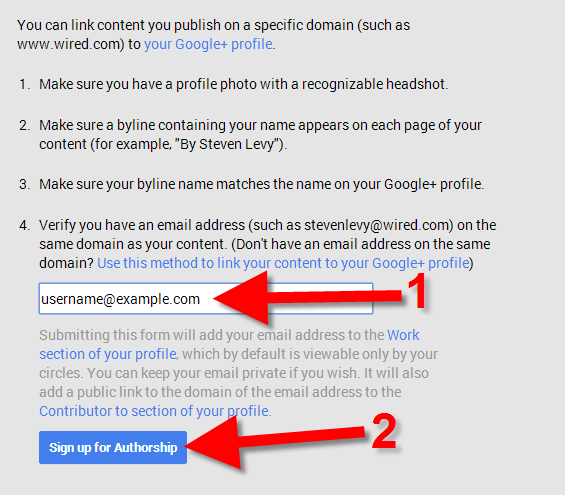 You can link content you publish on a specific domain (such as
www.wired.com) to your Google+ profile.
1. Make sure you have a profile photo with a recognizable headshot.
2. Make sure a byline containing your name appears on each page of your
content (for example, "By Steven Levy").
3. Make sure your byline name matches the name on your Google+ profile.
4. Verify you have an email address (such as stevenlevy@wired.com) on the
same domain as your content. (Don't have an email address on the same
domain? Use this method to link your content to your Google+ profile)
username@example.com
1
Submitting this form will add your email address to the Work
section of your profile, which by default is viewable only by your
circles. You can keep your email private if you wish. It will also
add a public link to the domain of the email address to the
Contributor to section of your profile.
Sign up for Authorship
2